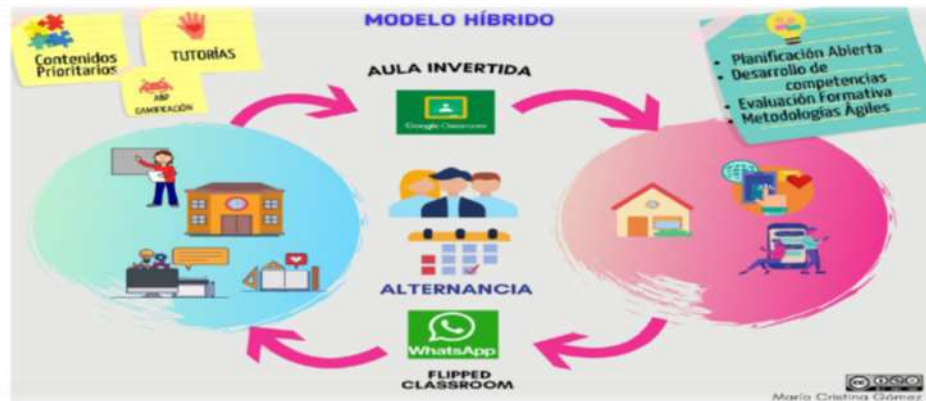 MODELO HÍBRIDO
Contenidos
Prioritarios
TUTORÍAS
ABP
GAMIFICACIÓN
AULA INVERTIDA
Google Classroom
• Planificación Abierta
• Desarrollo de
competencias
• Evaluación Formativa
• Metodologías Ágiles
ALTERNANCIA
WhatsApp
FLIPPED
CLASSROOM
María Cristina Gómez